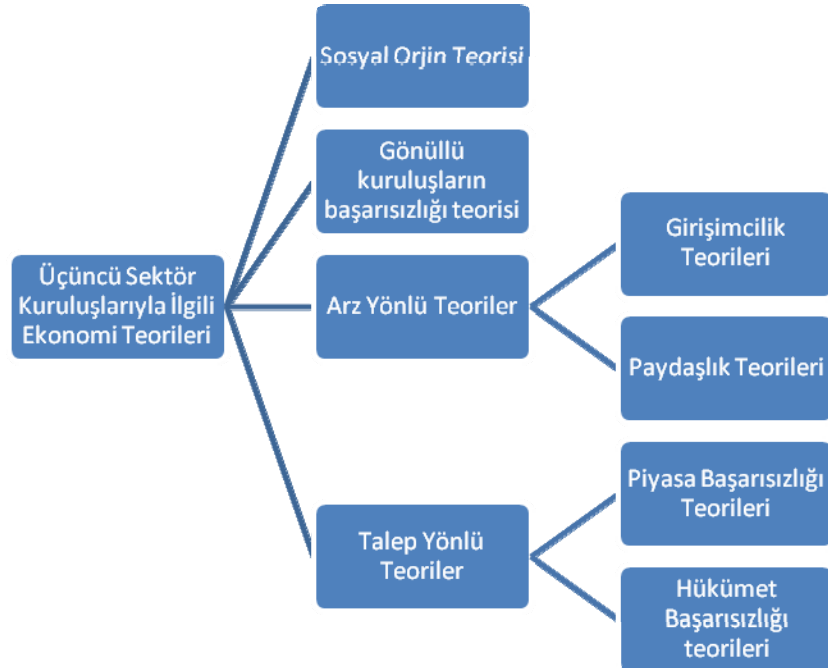 Sosyal Orjin Teorisi
Gönüllü
kuruluşların
başarısızlığı teorisi
Girişimcilik
Teorileri
Üçüncü Sektör
Kuruluşlarıyla İlgili
Ekonomi Teorileri
Arz Yönlü Teoriler
Paydaşlık Teorileri
Piyasa Başarısızlığı
Teorileri
Talep Yönlü
Teoriler
Hükümet
Başarısızlığı
teorileri